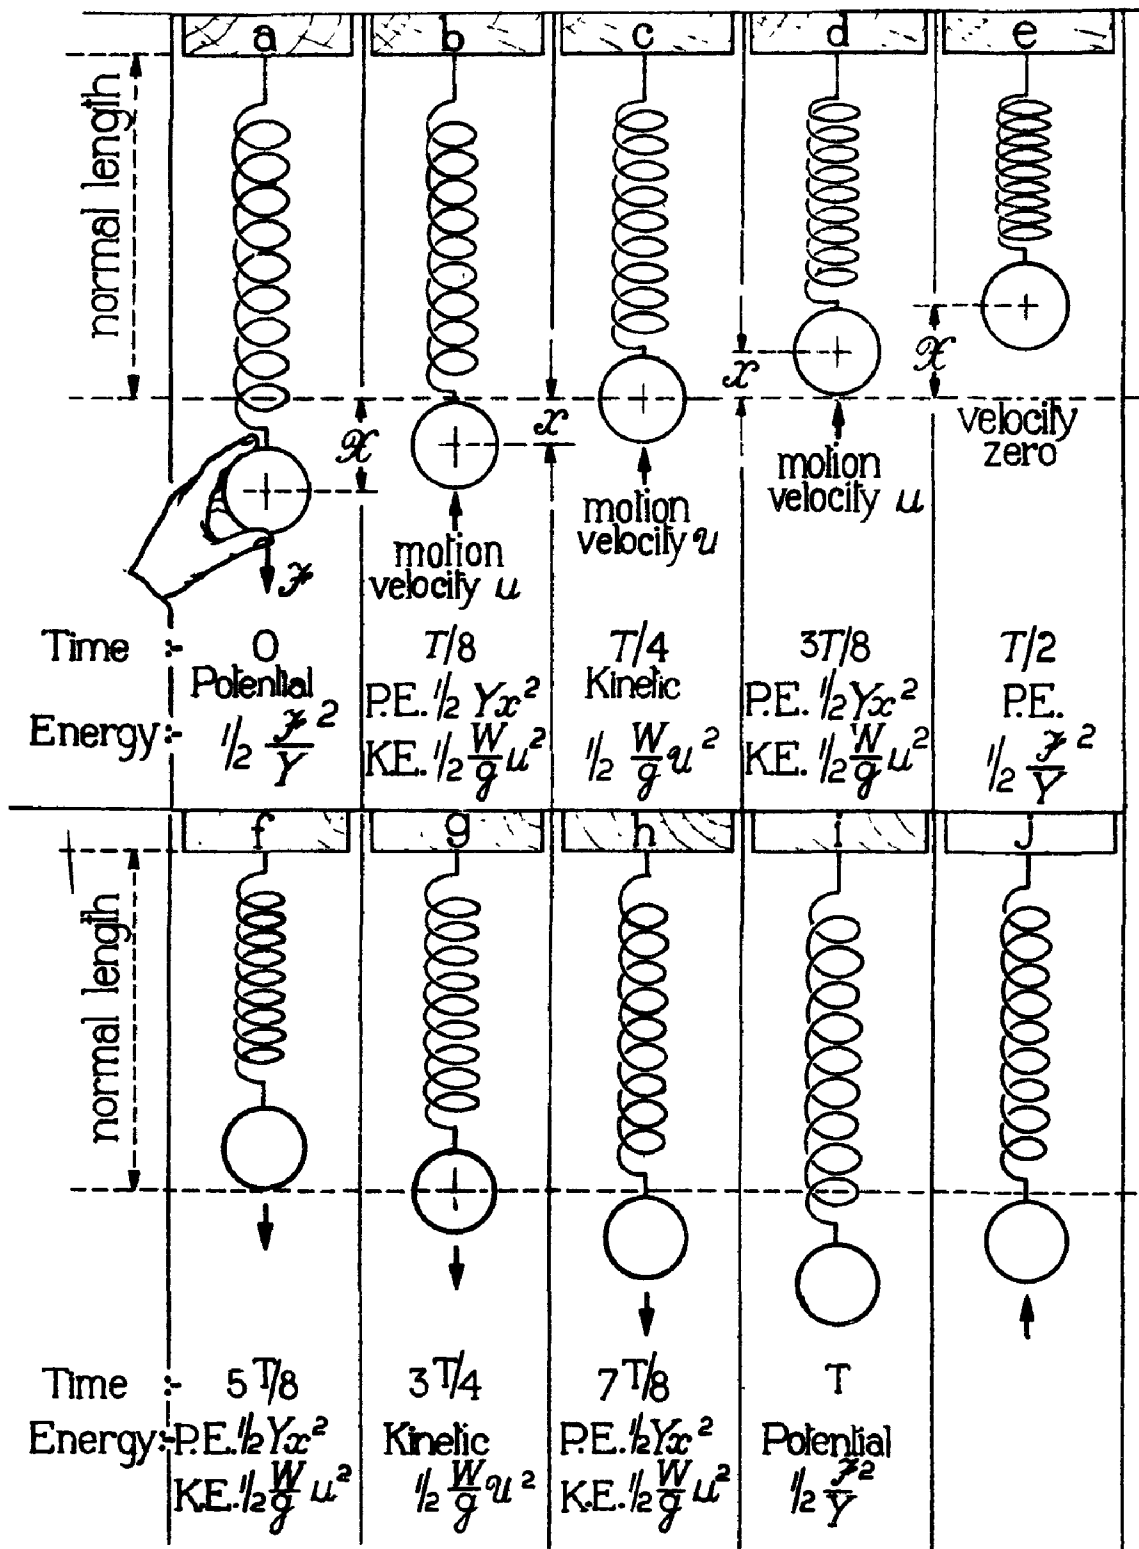 a b c d e
normal length
𝒳 x x 𝒳
velocity
zero
motion
velocity u
motion
velocity 𝒰
motion
velocity u
ℱ
Time :- 0 T/8 T/4 3T/8 T/2
Potential P.E. 1/2 Yx² Kinetic P.E. 1/2 Yx² P.E.
Energy :- 1/2 ℱ²/Y KE. 1/2 W/g u² 1/2 W/g 𝒰² KE. 1/2 W/g u² 1/2 ℱ²/Y
f g h i j
normal length
Time :- 5T/8 3T/4 7T/8 T
Energy:- P.E. 1/2 Yx² Kinetic P.E. 1/2 Yx² Potential
K.E. 1/2 W/g u² 1/2 W/g 𝒰² K.E. 1/2 W/g u² 1/2 ℱ²/Y